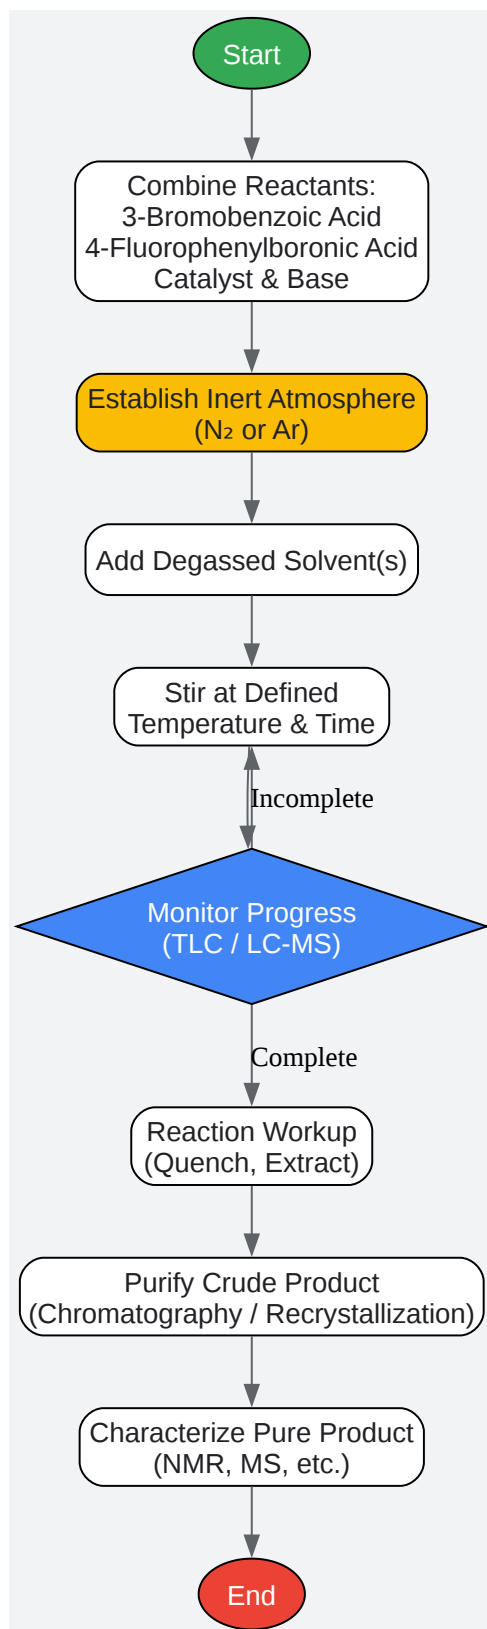 Start
Combine Reactants:
3-Bromobenzoic Acid
4-Fluorophenylboronic Acid
Catalyst & Base
Establish Inert Atmosphere
(N₂ or Ar)
Add Degassed Solvent(s)
Stir at Defined
Temperature & Time
Incomplete
Monitor Progress
(TLC / LC-MS)
Complete
Reaction Workup
(Quench, Extract)
Purify Crude Product
(Chromatography / Recrystallization)
Characterize Pure Product
(NMR, MS, etc.)
End